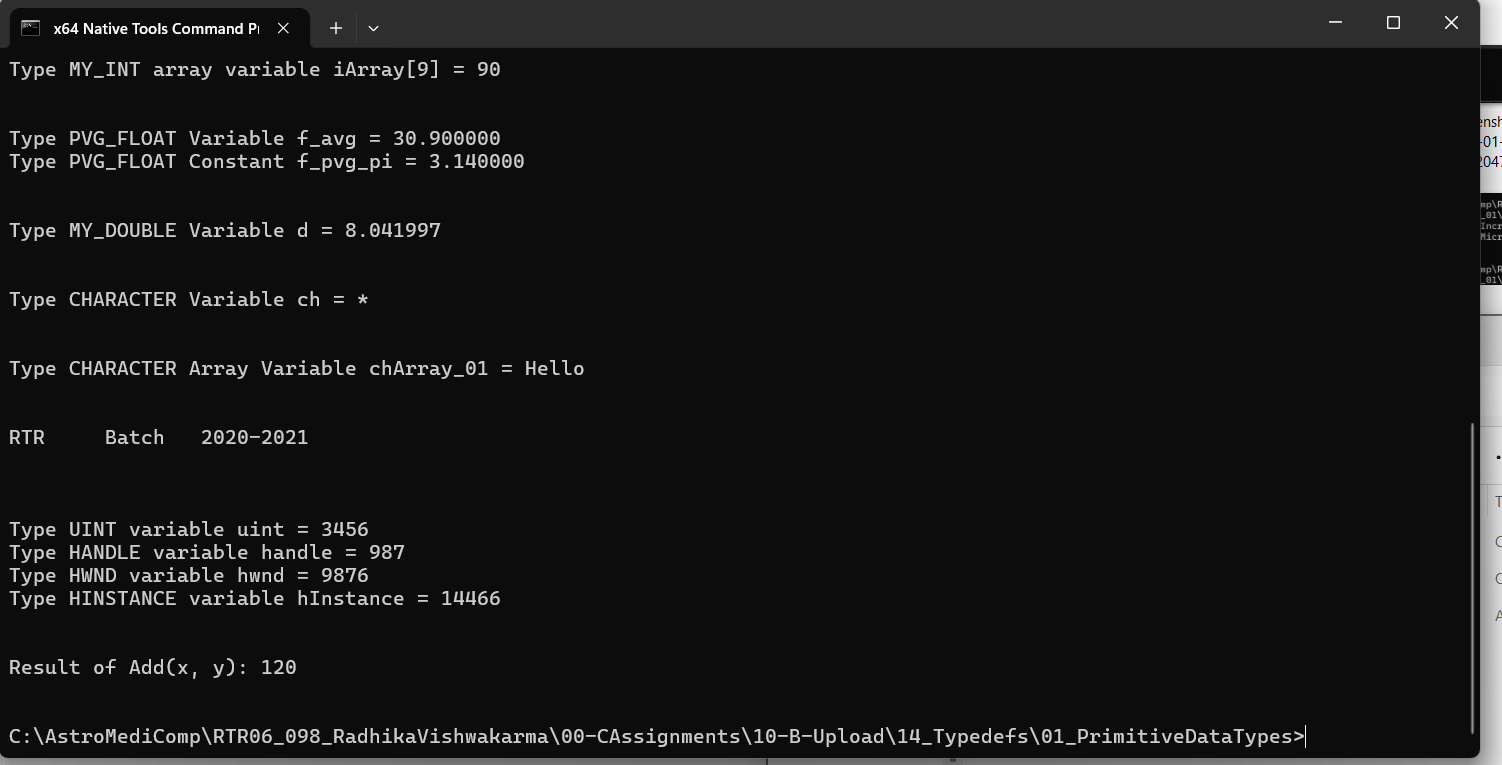 x64 Native Tools Command P
Type MY_INT array variable iArray[9] = 90
Type PVG_FLOAT Variable f_avg = 30.900000
Type PVG_FLOAT Constant f_pvg_pi = 3.140000
Type MY_DOUBLE Variable d = 8.041997
Type CHARACTER Variable ch = *
Type CHARACTER Array Variable chArray_01 = Hello
RTR     Batch   2020-2021
Type UINT variable uint = 3456
Type HANDLE variable handle = 987
Type HWND variable hwnd = 9876
Type HINSTANCE variable hInstance = 14466
Result of Add(x, y): 120
C:\AstroMediComp\RTR06_098_RadhikaVishwakarma\00-CAssignments\10-B-Upload\14_Typedefs\01_PrimitiveDataTypes>